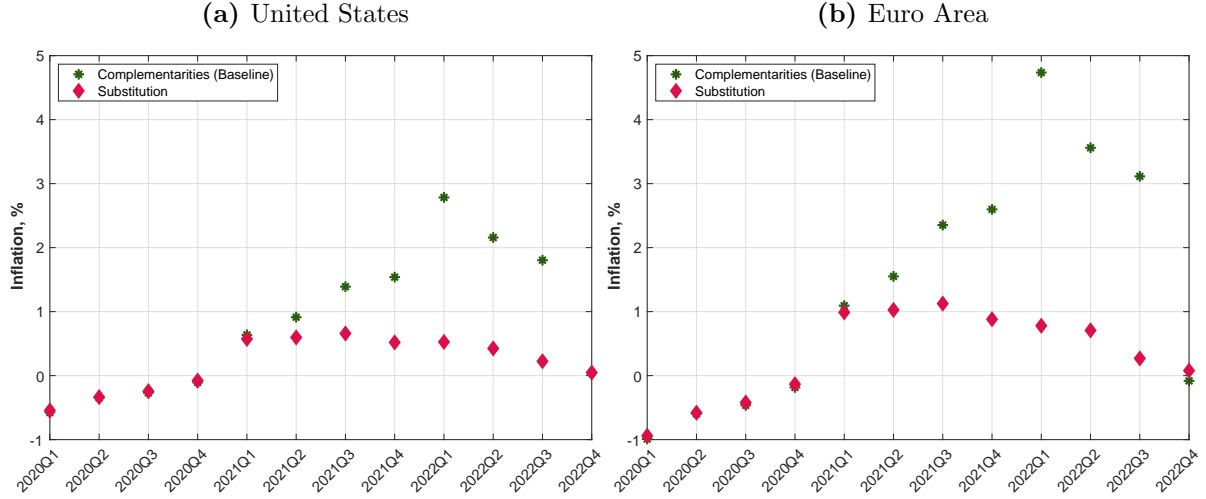 (a) United States
Inflation, %
5
4
3
2
1
0
-1
Complementarities (Baseline)
Substitution
2020Q1
2020Q2
2020Q3
2020Q4
2021Q1
2021Q2
2021Q3
2021Q4
2022Q1
2022Q2
2022Q3
2022Q4
(b) Euro Area
Inflation, %
5
4
3
2
1
0
-1
Complementarities (Baseline)
Substitution
2020Q1
2020Q2
2020Q3
2020Q4
2021Q1
2021Q2
2021Q3
2021Q4
2022Q1
2022Q2
2022Q3
2022Q4